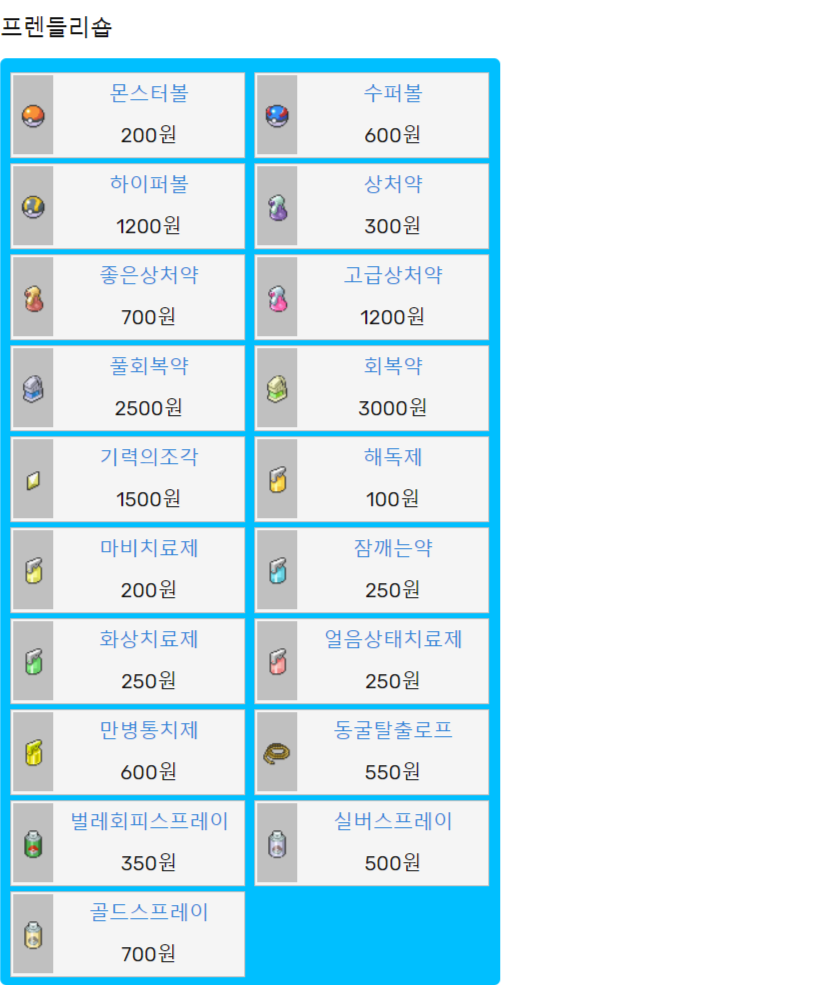 프렌들리숍
몬스터볼
200원
수퍼볼
600원
하이퍼볼
1200원
상처약
300원
좋은상처약
700원
고급상처약
1200원
풀회복약
2500원
회복약
3000원
기력의조각
1500원
해독제
100원
마비치료제
200원
잠깨는약
250원
화상치료제
250원
얼음상태치료제
250원
만병통치제
600원
동굴탈출로프
550원
벌레회피스프레이
350원
실버스프레이
500원
골드스프레이
700원